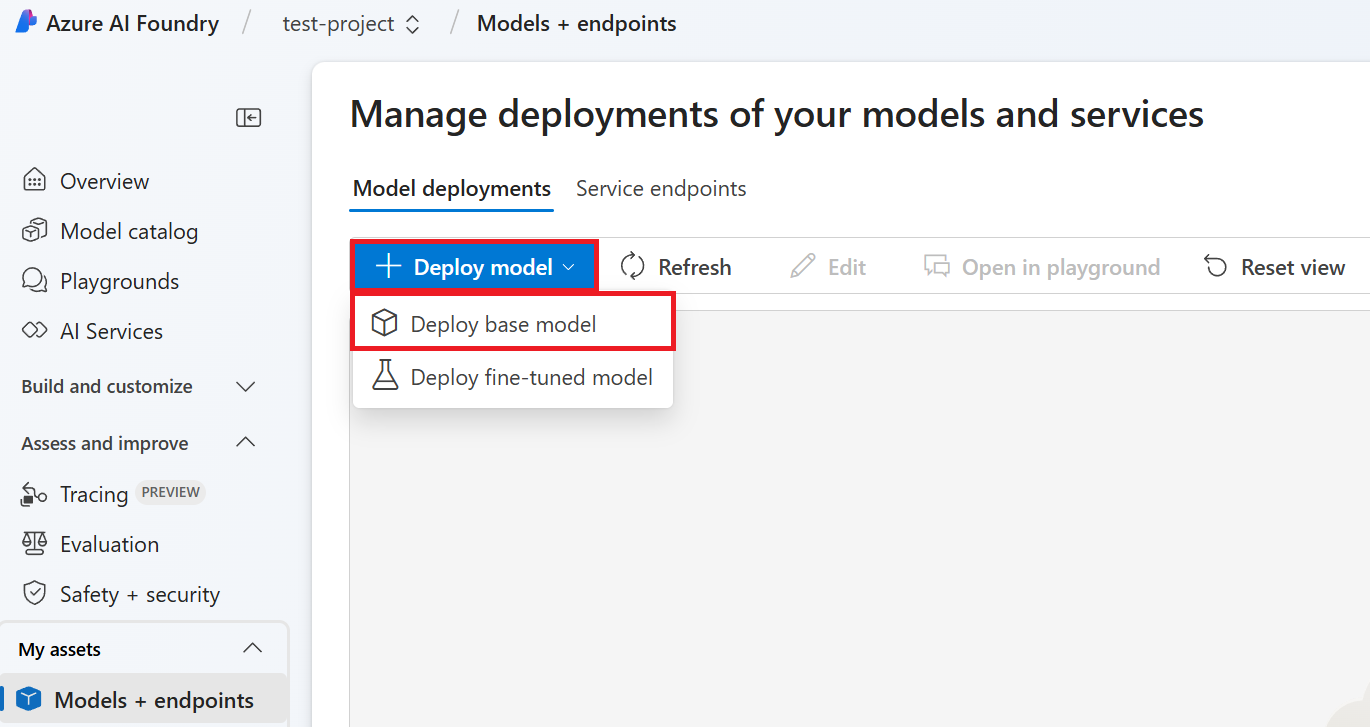 Azure AI Foundry / test-project / Models + endpoints
Manage deployments of your models and services
Overview
Model catalog
Playgrounds
AI Services
Build and customize
Assess and improve
Tracing PREVIEW
Evaluation
Safety + security
My assets
Models + endpoints
Model deployments Service endpoints
Deploy model Refresh Edit Open in playground Reset view
Deploy base model
Deploy fine-tuned model